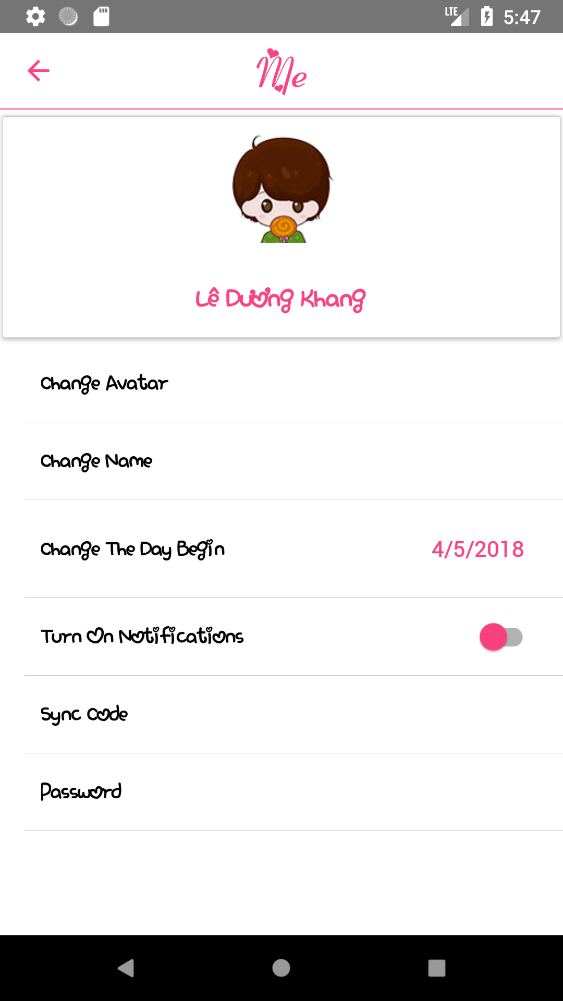 LTE 5:47
Me
Lê Dương Khang
Change Avatar
Change Name
Change The Day Begin 4/5/2018
Turn On Notifications
Sync Code
Password